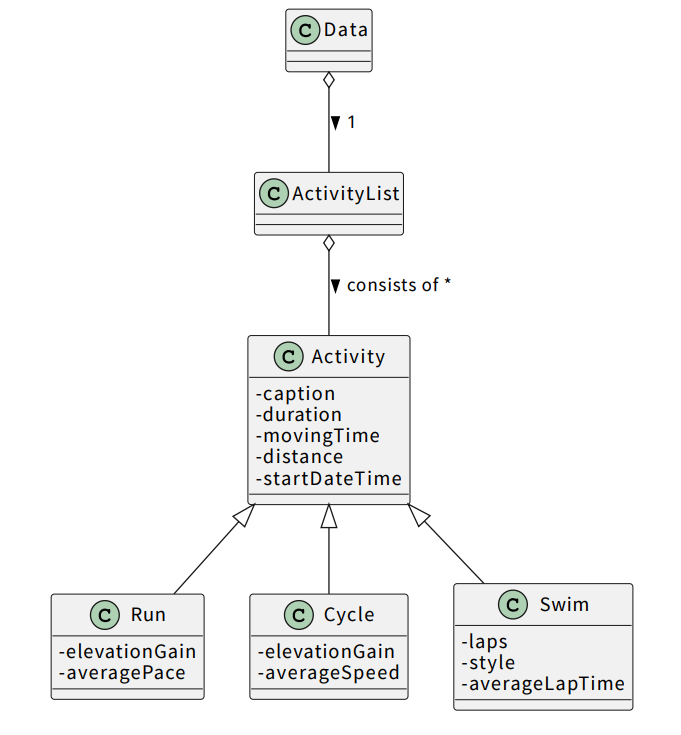 C Data
1
C ActivityList
consists of *
C Activity
-caption
-duration
-movingTime
-distance
-startDateTime
C Run
-elevationGain
-averagePace
C Cycle
-elevationGain
-averageSpeed
C Swim
-laps
-style
-averageLapTime